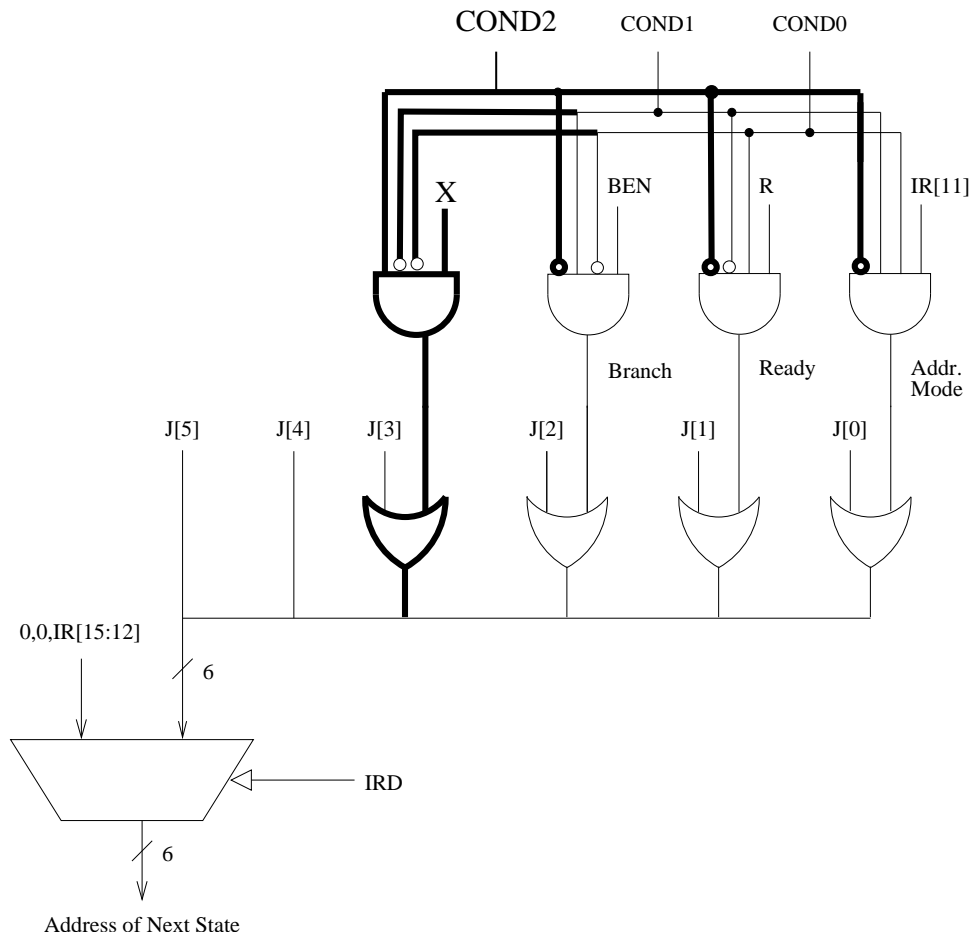 COND2
COND1
COND0
X
BEN
R
IR[11]
Branch
Ready
Addr.
Mode
J[5]
J[4]
J[3]
J[2]
J[1]
J[0]
0,0,IR[15:12]
6
IRD
6
Address of Next State